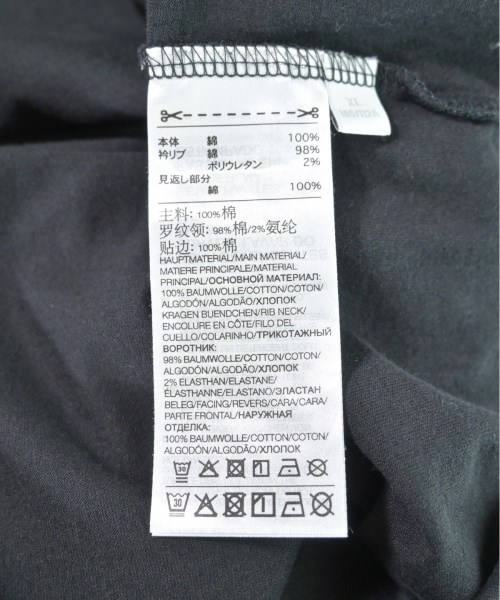 本体 綿 100%
衿リブ 綿 98%
ポリウレタン 2%
見返し部分
綿 100%
主料: 100%棉
罗纹领: 98%棉/2%氨纶
贴边: 100%棉
HAUPTMATERIAL/MAIN MATERIAL/
MATIERE PRINCIPALE/MATERIAL
PRINCIPAL/ОСНОВНОЙ МАТЕРИАЛ:
100% BAUMWOLLE/COTTON/COTON/
ALGODÓN/ALGODÃO/ХЛОПОК
KRAGEN BUENDCHEN/RIB NECK/
ENCOLURE EN CÔTE/FILO DEL
CUELLO/COLARINHO/ТРИКОТАЖНЫЙ
ВОРОТНИК:
98% BAUMWOLLE/COTTON/COTON/
ALGODÓN/ALGODÃO/ХЛОПОК
2% ELASTHAN/ELASTANE/
ÉLASTHANNE/ELASTANO/ЭЛАСТАН
BELEG/FACING/REVERS/CARA/CARA/
PARTE FRONTAL/НАРУЖНАЯ
ОТДЕЛКА:
100% BAUMWOLLE/COTTON/COTON/
ALGODÓN/ALGODÃO/ХЛОПОК
30
30